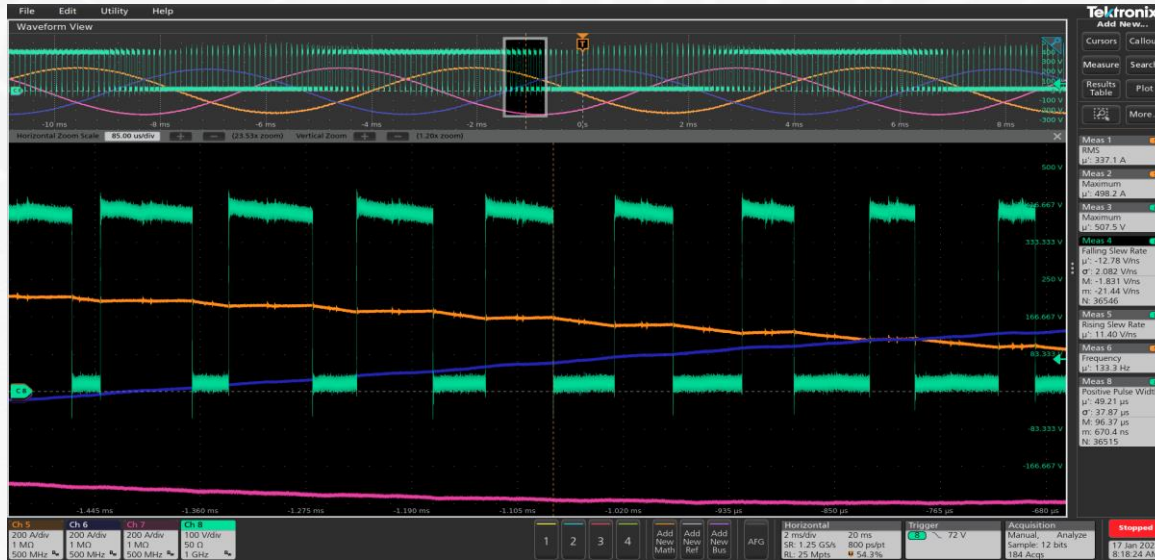 File Edit Utility Help
Tektronix
Waveform View
Add New...
Cursors Callou
Measure Search
Results Table Plot
More...
-10 ms -8 ms -6 ms -4 ms -2 ms 0 s 2 ms 4 ms 6 ms 8 ms
Horizontal Zoom Scale 85.00 us/div + − (23.53x zoom) Vertical Zoom + − (1.20x zoom)
500 V
333.333 V
250 V
166.667 V
83.333 V
-83.333 V
-166.667 V
C 8
-1.445 ms -1.360 ms -1.275 ms -1.190 ms -1.105 ms -1.020 ms -935 µs -850 µs -765 µs -680 µs
Meas 1
RMS
µ': 337.1 A
Meas 2
Maximum
µ': 498.2 A
Meas 3
Maximum
µ': 507.5 V
Meas 4
Falling Slew Rate
µ': -12.78 V/ns
σ': 2.082 V/ns
M: -1.831 V/ns
m: -21.44 V/ns
N: 36546
Meas 5
Rising Slew Rate
µ': 11.40 V/ns
Meas 6
Frequency
µ': 133.3 Hz
Meas 8
Positive Pulse Width
µ': 49.21 µs
σ': 37.87 µs
M: 96.37 µs
m: 670.4 ns
N: 36515
Ch 5
200 A/div
1 MΩ
500 MHz
Ch 6
200 A/div
1 MΩ
500 MHz
Ch 7
200 A/div
1 MΩ
500 MHz
Ch 8
100 V/div
50 Ω
1 GHz
1 2 3 4
Add New Math
Add New Ref
Add New Bus
AFG
Horizontal
2 ms/div 20 ms
SR: 1.25 GS/s 800 ps/pt
RL: 25 Mpts 54.3%
Trigger
8 72 V
Acquisition
Manual, Analyze
Sample: 12 bits
184 Acqs
Stopped
17 Jan 202
8:18:24 A